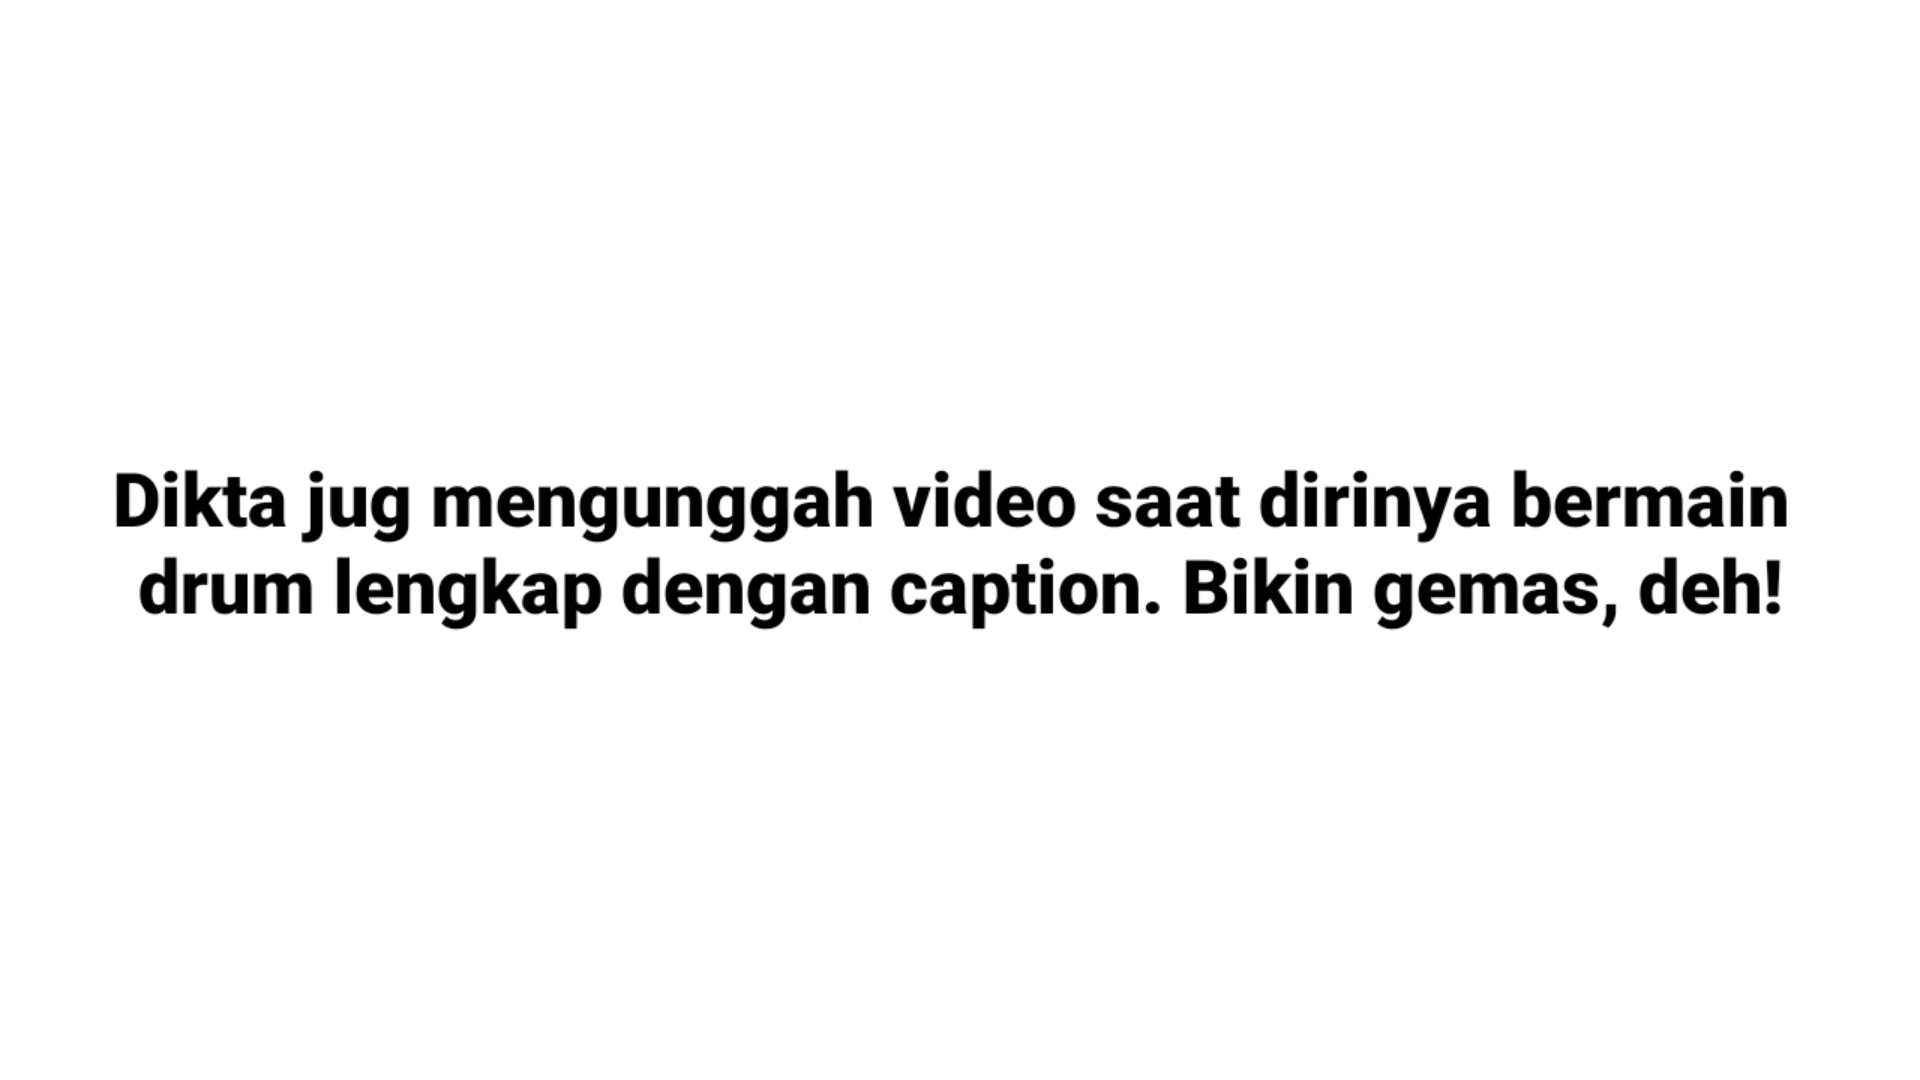 Dikta jug mengunggah video saat dirinya bermain
drum lengkap dengan caption. Bikin gemas, deh!